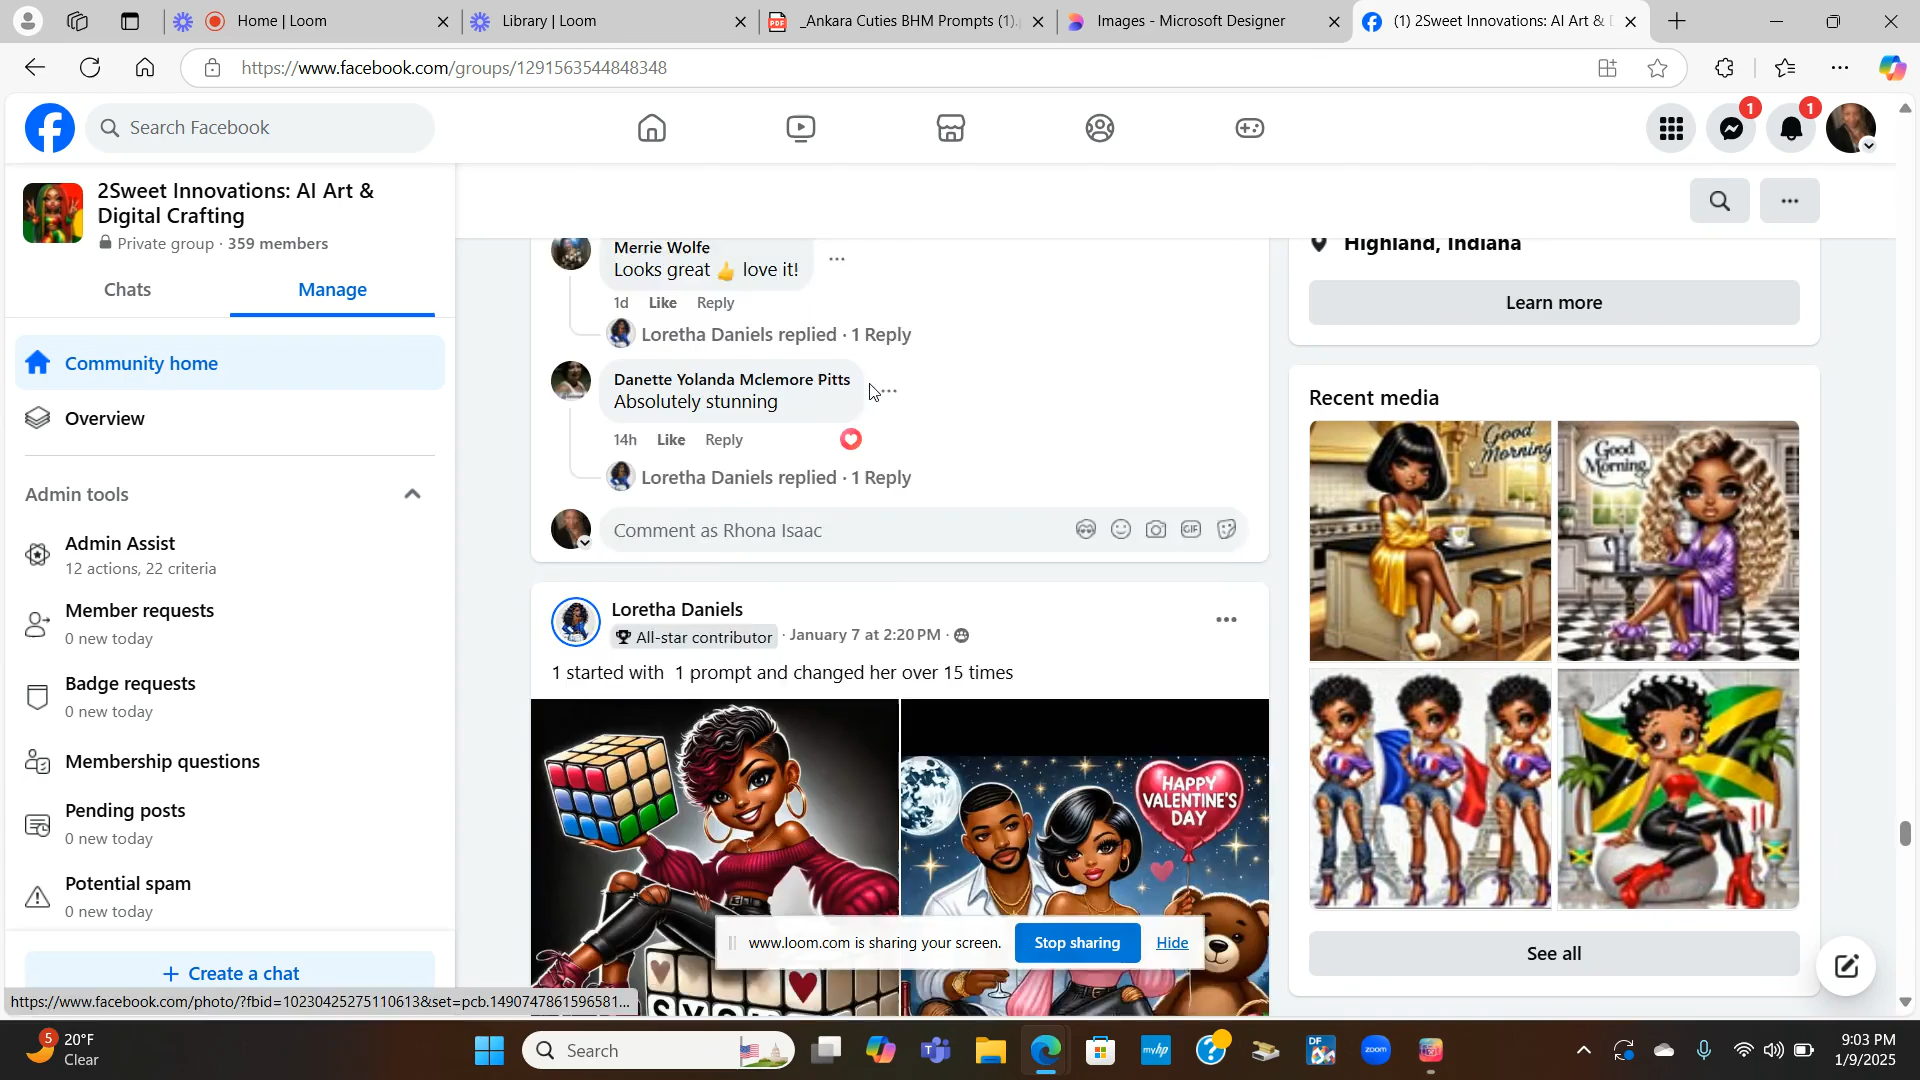 Home | Loom
Library | Loom
_Ankara Cuties BHM Prompts (1).
Images - Microsoft Designer
(1) 2Sweet Innovations: AI Art &
https://www.facebook.com/groups/1291563544848348
Search Facebook
1
1
2Sweet Innovations: AI Art &
Digital Crafting
Private group · 359 members
Chats
Manage
Community home
Overview
Admin tools
Admin Assist
12 actions, 22 criteria
Member requests
0 new today
Badge requests
0 new today
Membership questions
Pending posts
0 new today
Potential spam
0 new today
+ Create a chat
https://www.facebook.com/photo/?fbid=10230425275110613&set=pcb.1490747861596581...
Merrie Wolfe
Looks great 👍 love it!
1d Like Reply
Loretha Daniels replied · 1 Reply
Danette Yolanda Mclemore Pitts
Absolutely stunning
14h Like Reply
Loretha Daniels replied · 1 Reply
Comment as Rhona Isaac
GIF
Loretha Daniels
All-star contributor · January 7 at 2:20 PM ·
1 started with 1 prompt and changed her over 15 times
HAPPY
VALENTINE'S
DAY
www.loom.com is sharing your screen.
Stop sharing
Hide
Highland, Indiana
Learn more
Recent media
Good
Morning
Good
Morning
See all
5
20°F
Clear
Search
myhp
DF
zoom
9:03 PM
1/9/2025